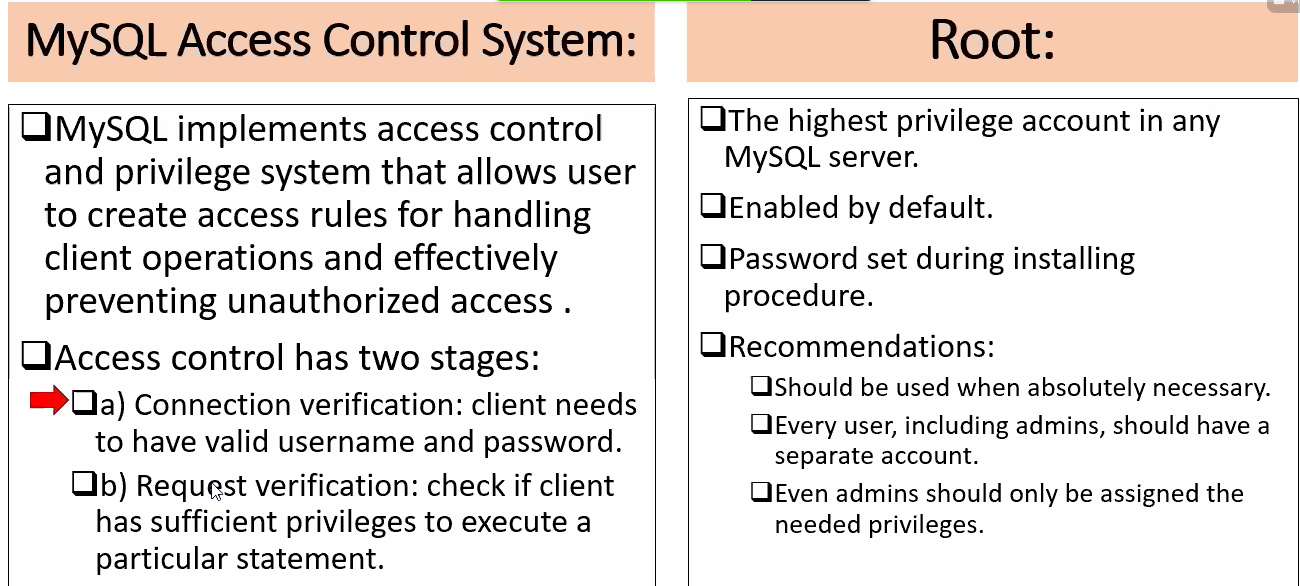 MySQL Access Control System:
❑MySQL implements access control
and privilege system that allows user
to create access rules for handling
client operations and effectively
preventing unauthorized access .
❑Access control has two stages:
❑a) Connection verification: client needs
to have valid username and password.
❑b) Request verification: check if client
has sufficient privileges to execute a
particular statement.
Root:
❑The highest privilege account in any
MySQL server.
❑Enabled by default.
❑Password set during installing
procedure.
❑Recommendations:
❑Should be used when absolutely necessary.
❑Every user, including admins, should have a
separate account.
❑Even admins should only be assigned the
needed privileges.